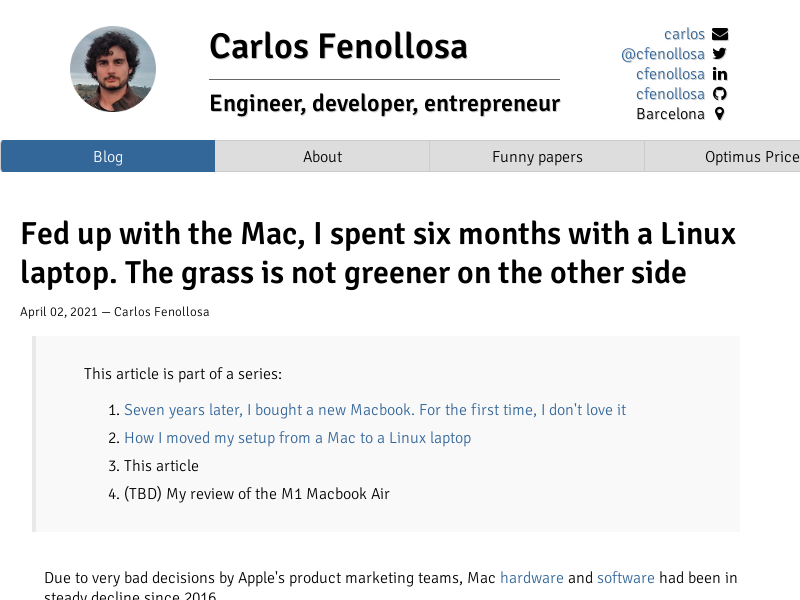 Carlos Fenollosa
Engineer, developer, entrepreneur
carlos
@cfenollosa
cfenollosa
cfenollosa
Barcelona
Blog
About
Funny papers
Optimus Price
Fed up with the Mac, I spent six months with a Linux
laptop. The grass is not greener on the other side
April 02, 2021 — Carlos Fenollosa
This article is part of a series:
1. Seven years later, I bought a new Macbook. For the first time, I don't love it
2. How I moved my setup from a Mac to a Linux laptop
3. This article
4. (TBD) My review of the M1 Macbook Air
Due to very bad decisions by Apple's product marketing teams, Mac hardware and software had been in
steady decline since 2016.